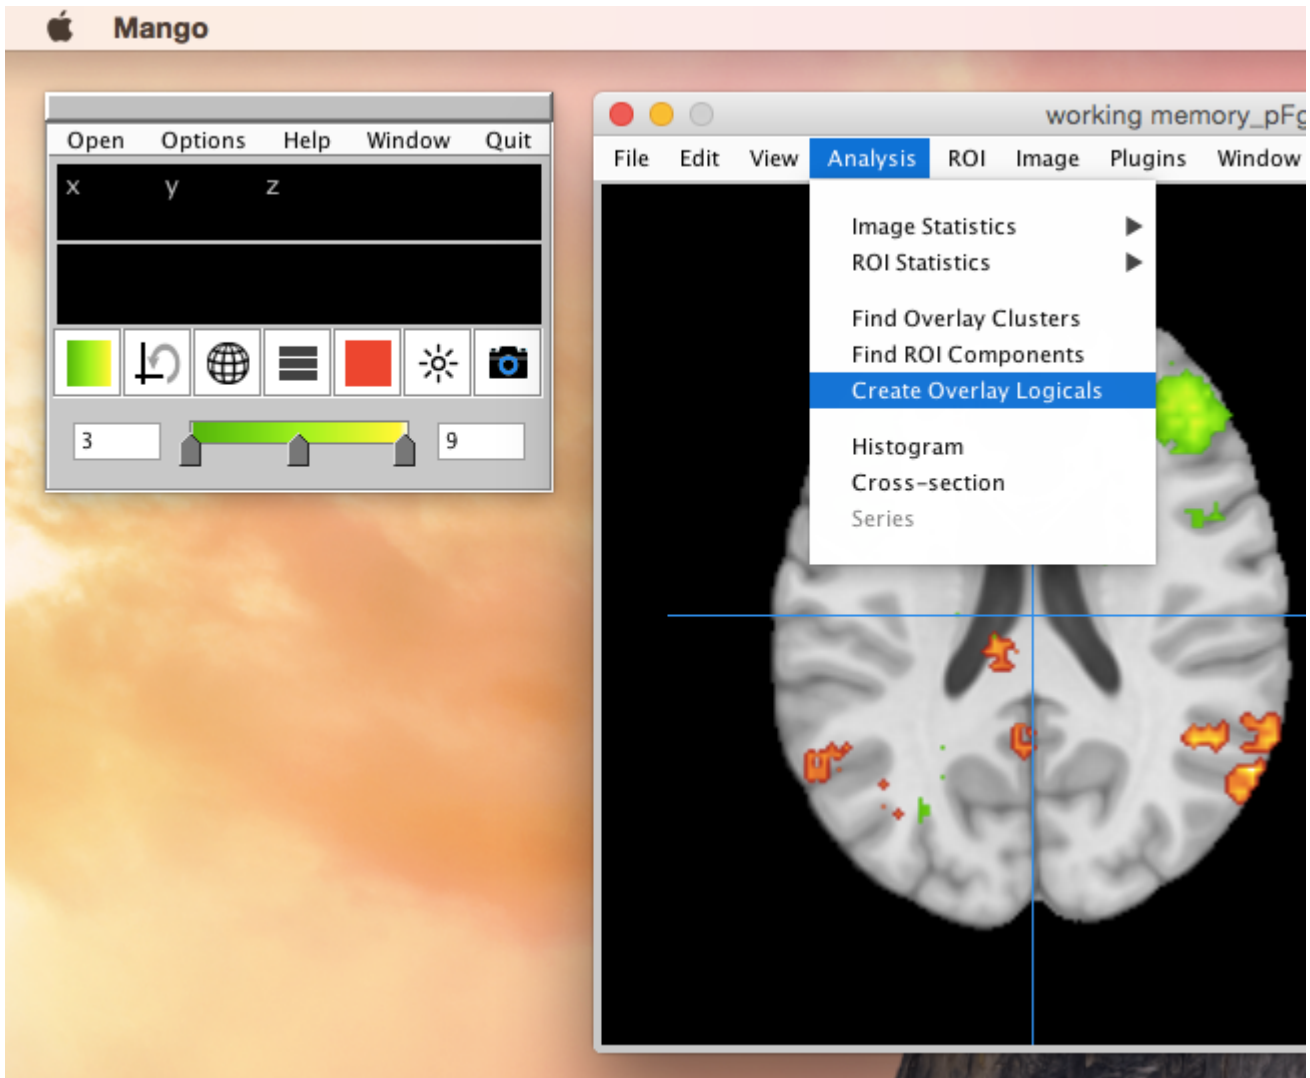 Mango
Open Options Help Window Quit
x y z
3 9
working memory_pFg
File Edit View Analysis ROI Image Plugins Window
Image Statistics
ROI Statistics
Find Overlay Clusters
Find ROI Components
Create Overlay Logicals
Histogram
Cross-section
Series